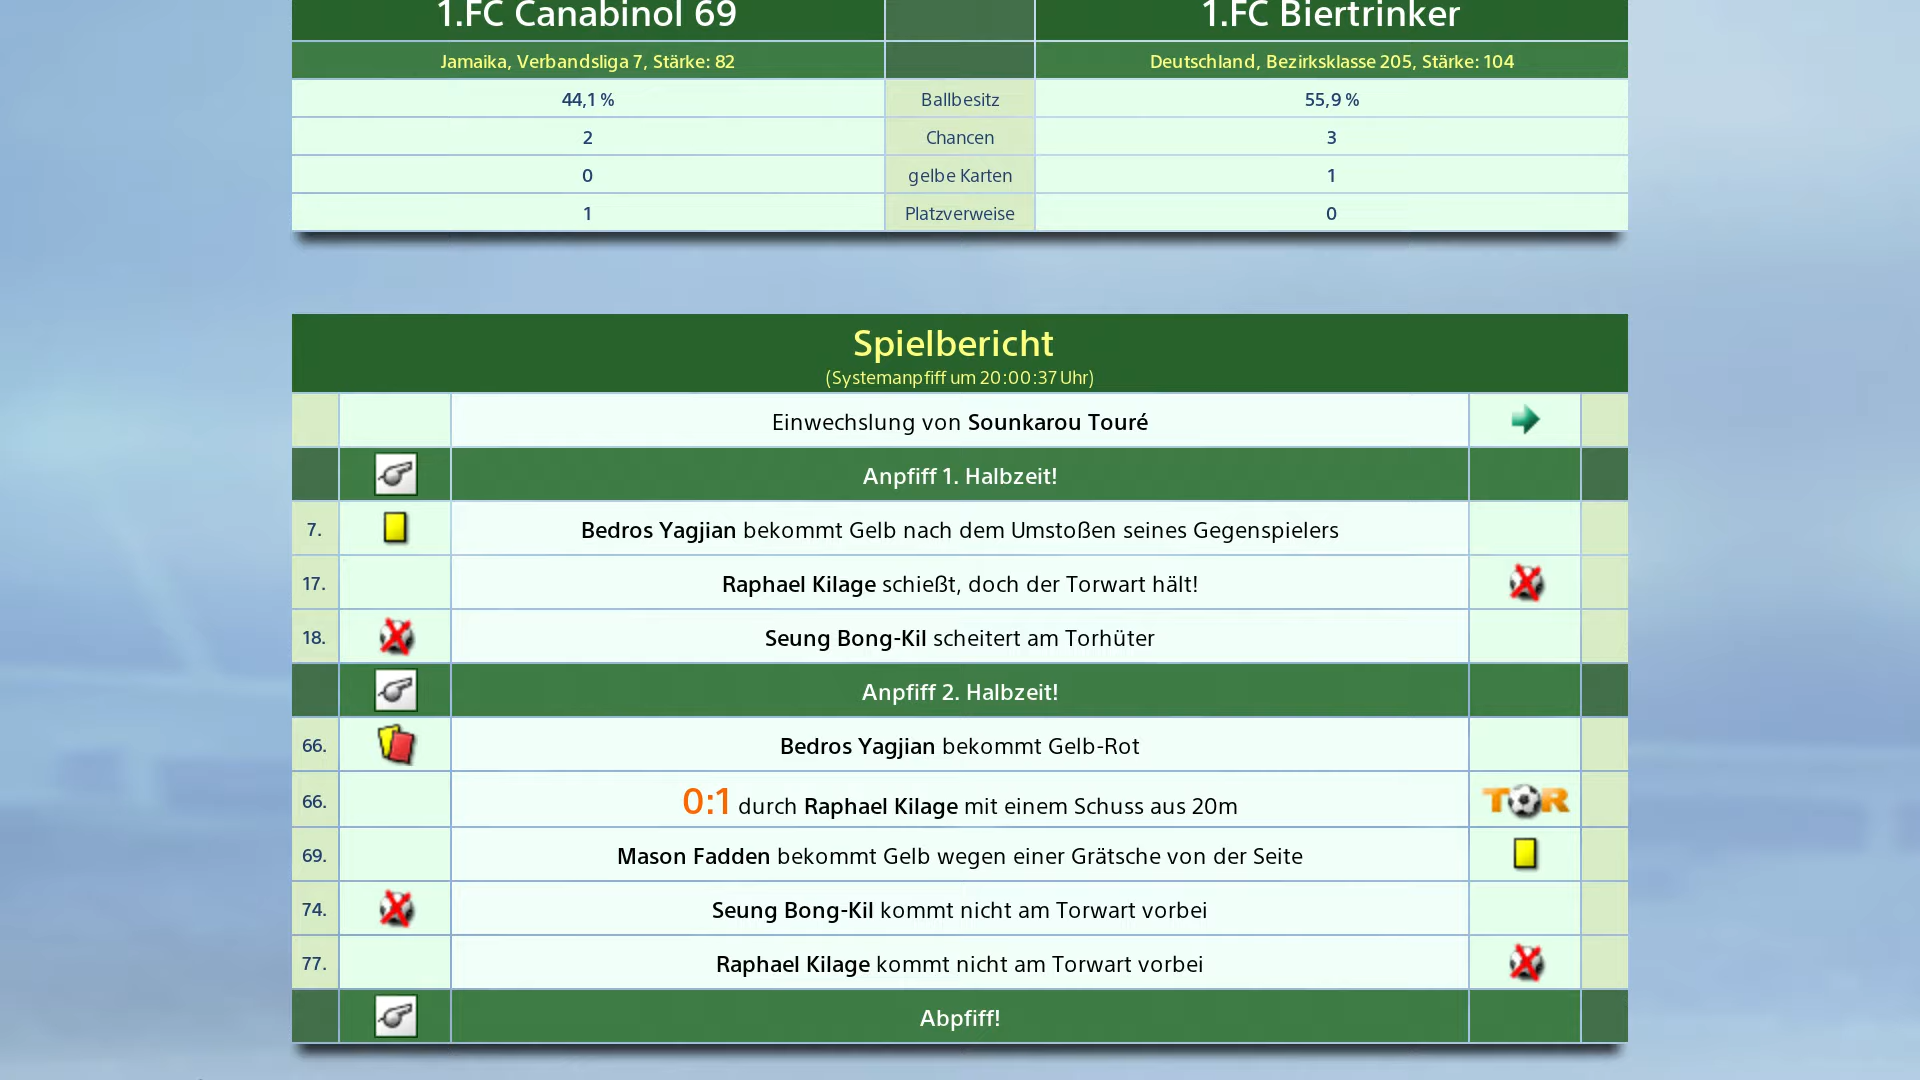 1.FC Canabinol 69 1.FC Biertrinker
Jamaika, Verbandsliga 7, Stärke: 82 Deutschland, Bezirksklasse 205, Stärke: 104
44,1 % Ballbesitz 55,9 %
2 Chancen 3
0 gelbe Karten 1
1 Platzverweise 0
Spielbericht
(Systemanpfiff um 20:00:37 Uhr)
Einwechslung von Sounkarou Touré
Anpfiff 1. Halbzeit!
7. Bedros Yagjian bekommt Gelb nach dem Umstoßen seines Gegenspielers
17. Raphael Kilage schießt, doch der Torwart hält!
18. Seung Bong-Kil scheitert am Torhüter
Anpfiff 2. Halbzeit!
66. Bedros Yagjian bekommt Gelb-Rot
66. 0:1 durch Raphael Kilage mit einem Schuss aus 20m TOR
69. Mason Fadden bekommt Gelb wegen einer Grätsche von der Seite
74. Seung Bong-Kil kommt nicht am Torwart vorbei
77. Raphael Kilage kommt nicht am Torwart vorbei
Abpfiff!